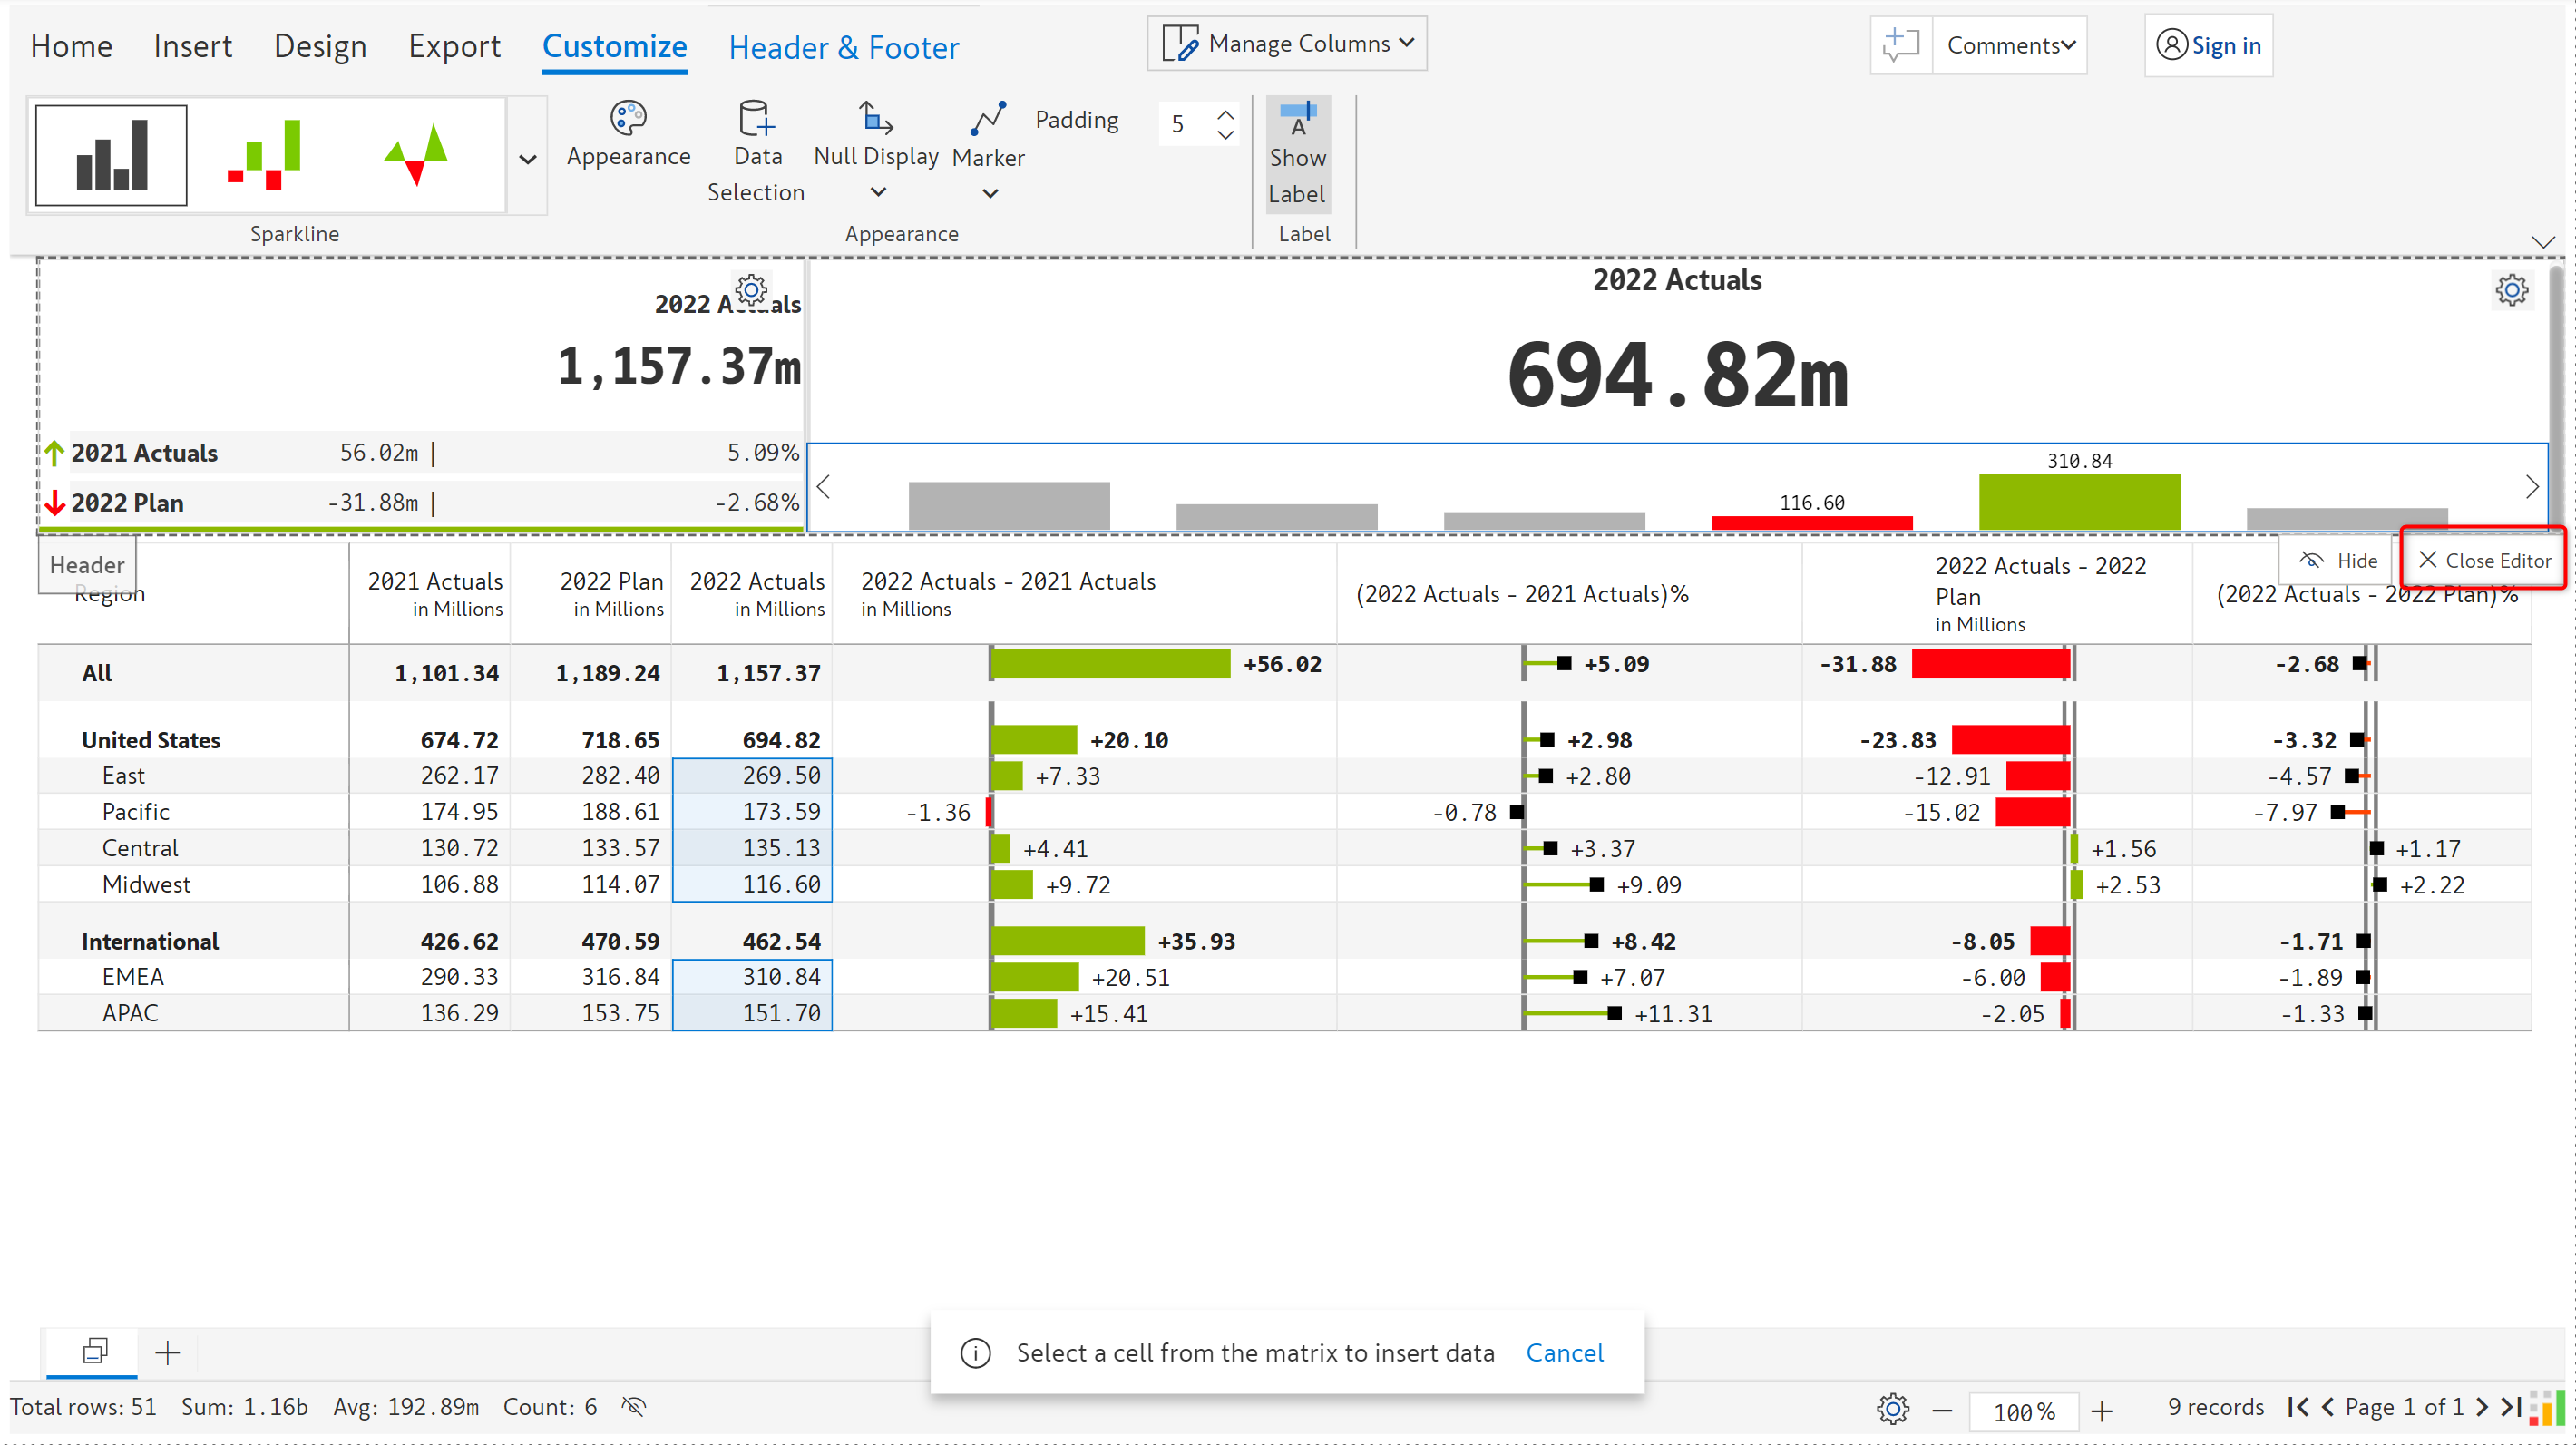 Home Insert Design Export Customize Header & Footer Manage Columns Comments Sign in
Appearance Data Selection Null Display Marker Padding 5 A Show Label
Sparkline Appearance Label
2022 Actuals
1,157.37m
2021 Actuals 56.02m | 5.09%
2022 Plan -31.88m | -2.68%
2022 Actuals
694.82m
310.84
116.60
Header
Hide Close Editor
Region 2021 Actuals in Millions 2022 Plan in Millions 2022 Actuals in Millions 2022 Actuals - 2021 Actuals in Millions (2022 Actuals - 2021 Actuals)% 2022 Actuals - 2022 Plan in Millions (2022 Actuals - 2022 Plan)%
All 1,101.34 1,189.24 1,157.37 +56.02 +5.09 -31.88 -2.68
United States 674.72 718.65 694.82 +20.10 +2.98 -23.83 -3.32
East 262.17 282.40 269.50 +7.33 +2.80 -12.91 -4.57
Pacific 174.95 188.61 173.59 -1.36 -0.78 -15.02 -7.97
Central 130.72 133.57 135.13 +4.41 +3.37 +1.56 +1.17
Midwest 106.88 114.07 116.60 +9.72 +9.09 +2.53 +2.22
International 426.62 470.59 462.54 +35.93 +8.42 -8.05 -1.71
EMEA 290.33 316.84 310.84 +20.51 +7.07 -6.00 -1.89
APAC 136.29 153.75 151.70 +15.41 +11.31 -2.05 -1.33
Select a cell from the matrix to insert data Cancel
Total rows: 51 Sum: 1.16b Avg: 192.89m Count: 6 100% 9 records Page 1 of 1